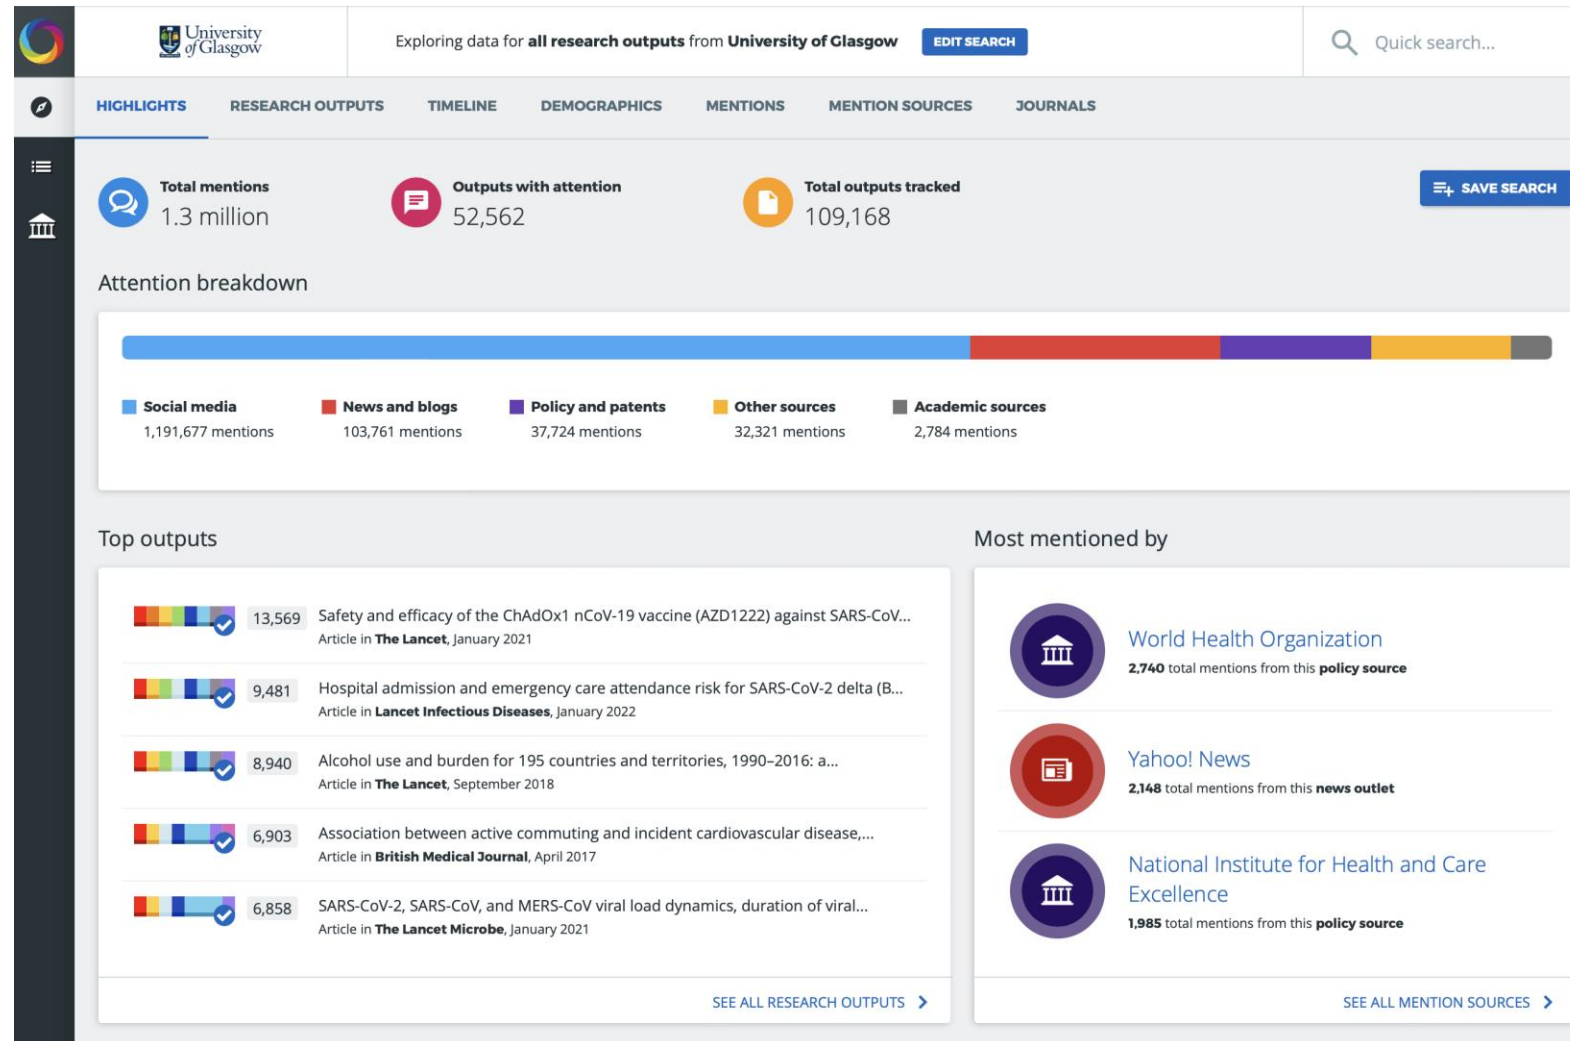 University
of Glasgow
Exploring data for all research outputs from University of Glasgow
EDIT SEARCH
Quick search...
HIGHLIGHTS
RESEARCH OUTPUTS
TIMELINE
DEMOGRAPHICS
MENTIONS
MENTION SOURCES
JOURNALS
Total mentions
1.3 million
Outputs with attention
52,562
Total outputs tracked
109,168
SAVE SEARCH
Attention breakdown
Social media
1,191,677 mentions
News and blogs
103,761 mentions
Policy and patents
37,724 mentions
Other sources
32,321 mentions
Academic sources
2,784 mentions
Top outputs
13,569
Safety and efficacy of the ChAdOx1 nCoV-19 vaccine (AZD1222) against SARS-CoV...
Article in The Lancet, January 2021
9,481
Hospital admission and emergency care attendance risk for SARS-CoV-2 delta (B...
Article in Lancet Infectious Diseases, January 2022
8,940
Alcohol use and burden for 195 countries and territories, 1990–2016: a...
Article in The Lancet, September 2018
6,903
Association between active commuting and incident cardiovascular disease,...
Article in British Medical Journal, April 2017
6,858
SARS-CoV-2, SARS-CoV, and MERS-CoV viral load dynamics, duration of viral...
Article in The Lancet Microbe, January 2021
SEE ALL RESEARCH OUTPUTS
Most mentioned by
World Health Organization
2,740 total mentions from this policy source
Yahoo! News
2,148 total mentions from this news outlet
National Institute for Health and Care
Excellence
1,985 total mentions from this policy source
SEE ALL MENTION SOURCES